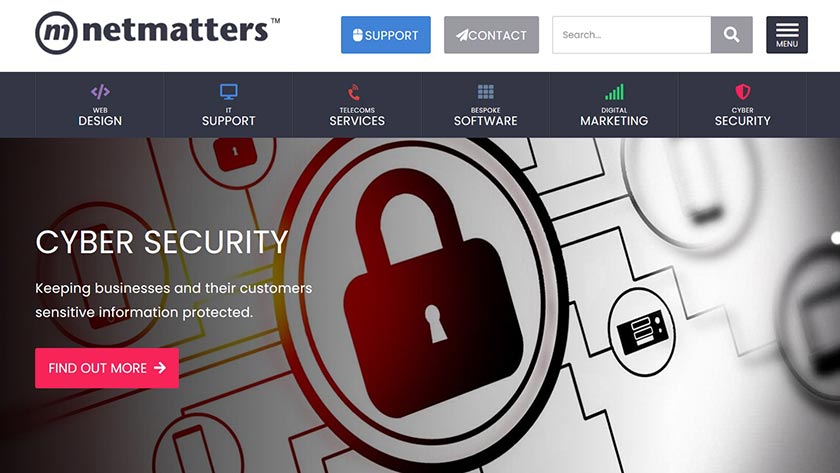 m netmatters™
SUPPORT
CONTACT
Search...
MENU
WEB
DESIGN
IT
SUPPORT
TELECOMS
SERVICES
BESPOKE
SOFTWARE
DIGITAL
MARKETING
CYBER
SECURITY
CYBER SECURITY
Keeping businesses and their customers
sensitive information protected.
FIND OUT MORE